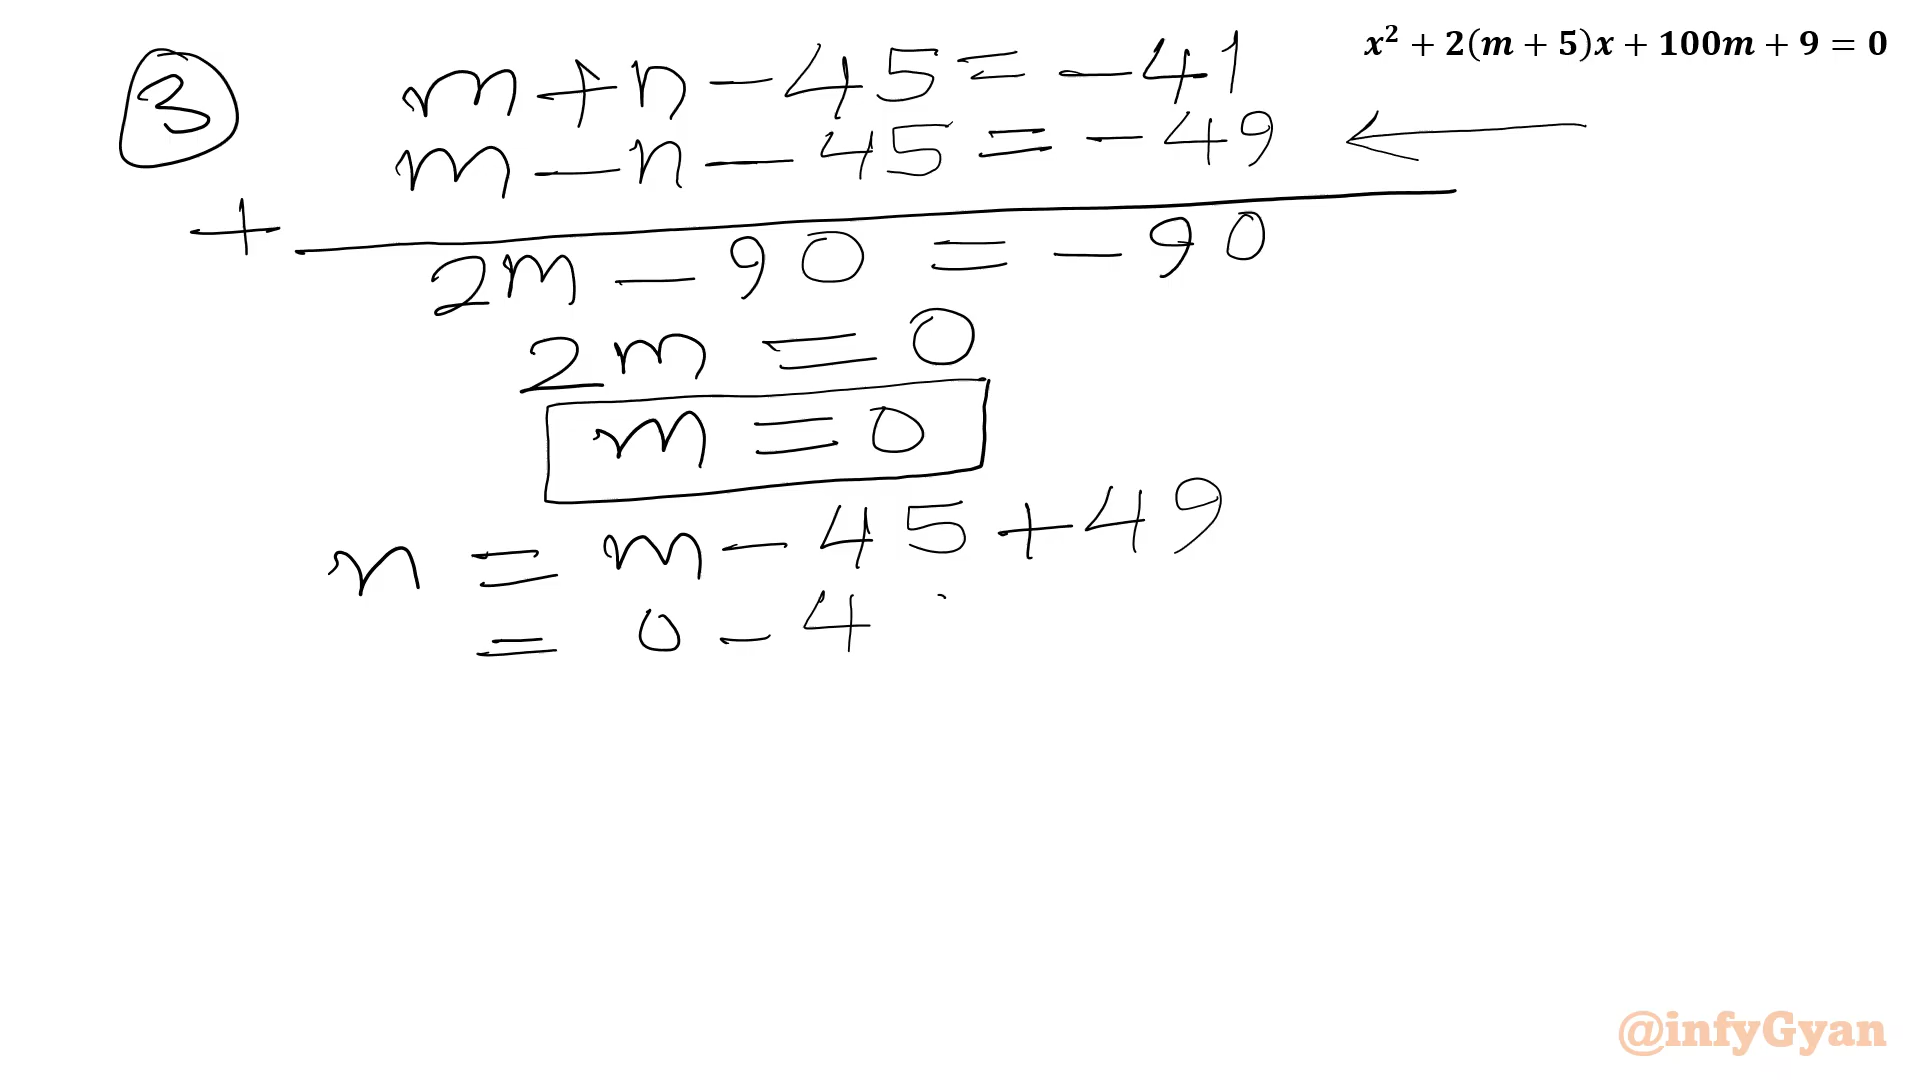 x² + 2(m + 5)x + 100m + 9 = 0
③ m+n-45=-41
m-n-45=-49 ←
+
2m-90=-90
2m=0
m=0
n=m-45+49
=0-4
@infyGyan